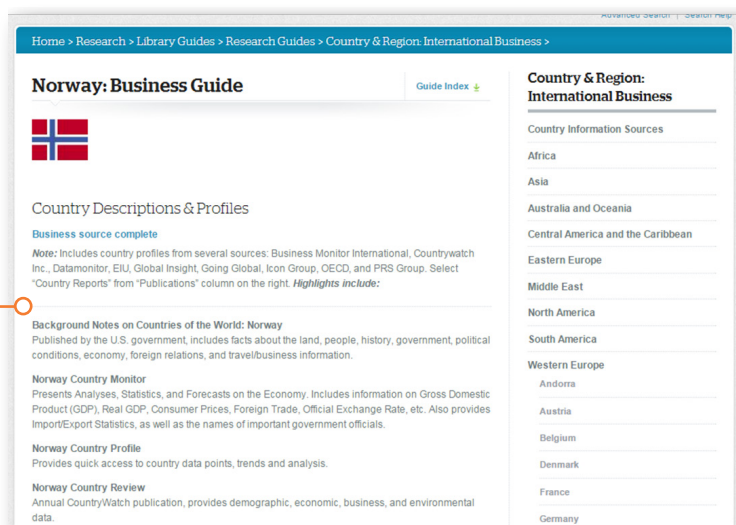 Advanced Search | Search Help
Home > Research > Library Guides > Research Guides > Country & Region: International Business >
Norway: Business Guide
Guide Index
Country Descriptions & Profiles
Business source complete
Note: Includes country profiles from several sources: Business Monitor International, Countrywatch
Inc., Datamonitor, EIU, Global Insight, Going Global, Icon Group, OECD, and PRS Group. Select
“Country Reports” from “Publications” column on the right. Highlights include:
Background Notes on Countries of the World: Norway
Published by the U.S. government, includes facts about the land, people, history, government, political
conditions, economy, foreign relations, and travel/business information.
Norway Country Monitor
Presents Analyses, Statistics, and Forecasts on the Economy. Includes information on Gross Domestic
Product (GDP), Real GDP, Consumer Prices, Foreign Trade, Official Exchange Rate, etc. Also provides
Import/Export Statistics, as well as the names of important government officials.
Norway Country Profile
Provides quick access to country data points, trends and analysis.
Norway Country Review
Annual CountryWatch publication, provides demographic, economic, business, and environmental
data.
Country & Region:
International Business
Country Information Sources
Africa
Asia
Australia and Oceania
Central America and the Caribbean
Eastern Europe
Middle East
North America
South America
Western Europe
Andorra
Austria
Belgium
Denmark
France
Germany